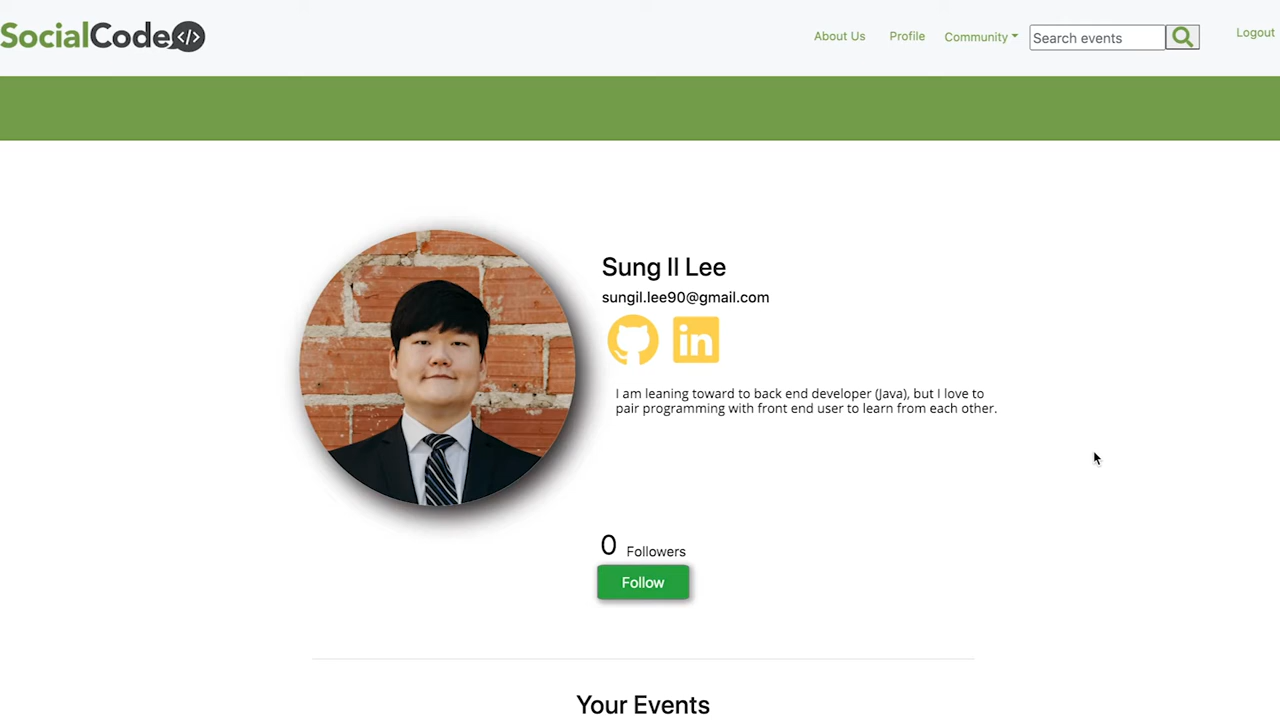 SocialCode</>
About Us Profile Community Search events Logout
Sung Il Lee
sungil.lee90@gmail.com
in
I am leaning toward to back end developer (Java), but I love to
pair programming with front end user to learn from each other.
0 Followers
Follow
Your Events